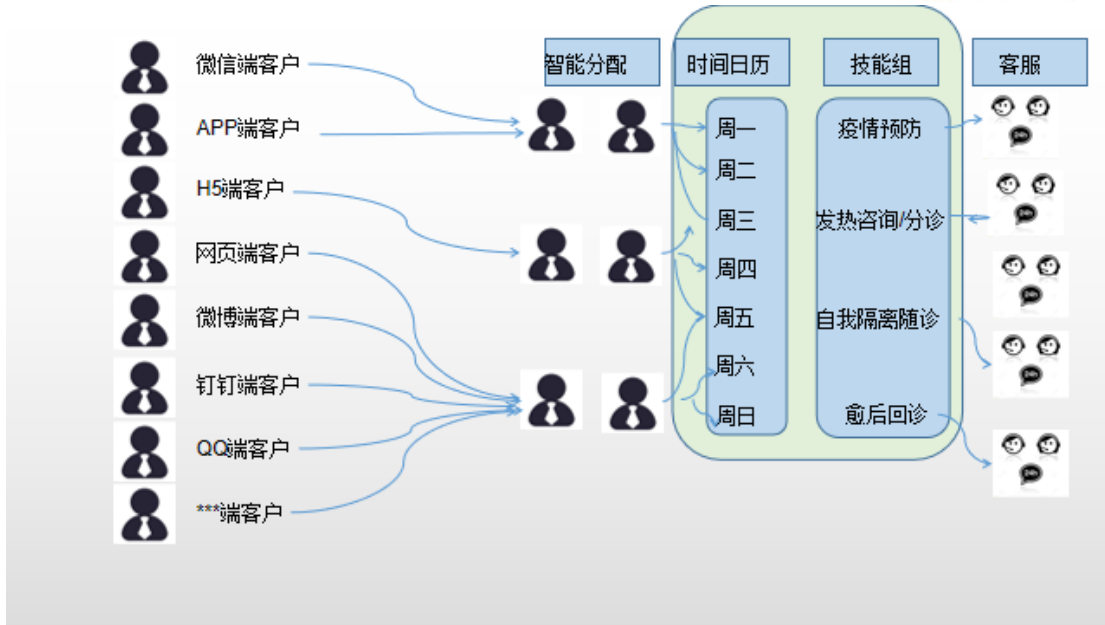 智能分配
时间日历
技能组
客服
微信端客户
APP端客户
H5端客户
网页端客户
微博端客户
钉钉端客户
QQ端客户
***端客户
周一
周二
周三
周四
周五
周六
周日
疫情预防
发热咨询/分诊
自我隔离随诊
愈后回诊